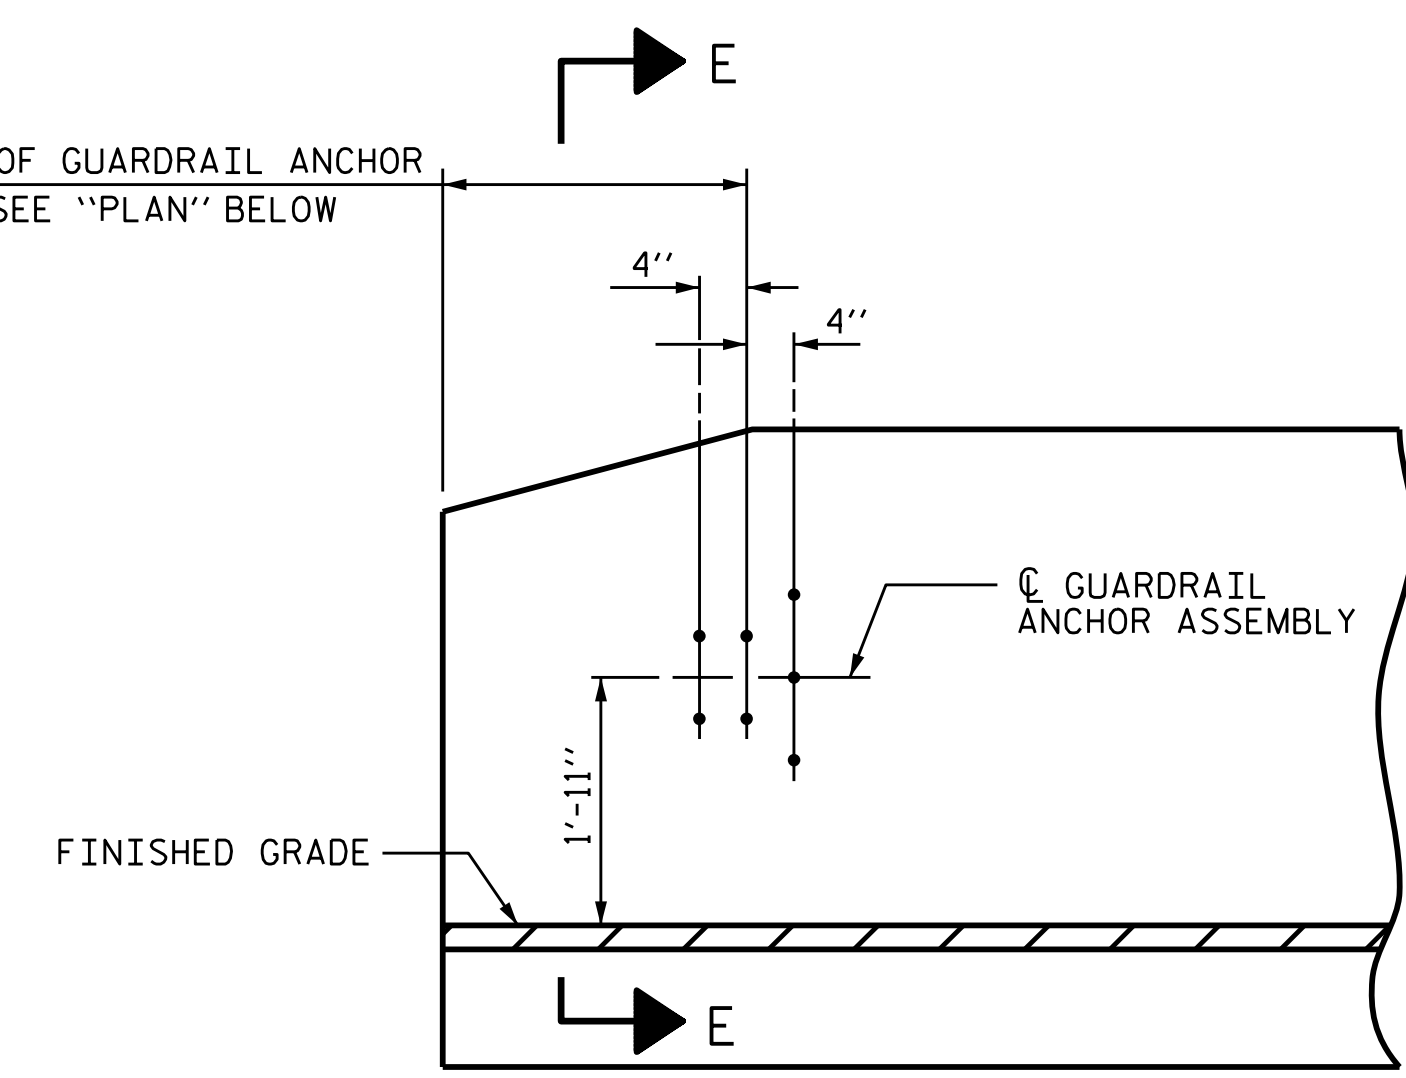 E
OF GUARDRAIL ANCHOR
SEE "PLAN" BELOW
4"
4"
℄ GUARDRAIL
ANCHOR ASSEMBLY
1'-11"
FINISHED GRADE
E